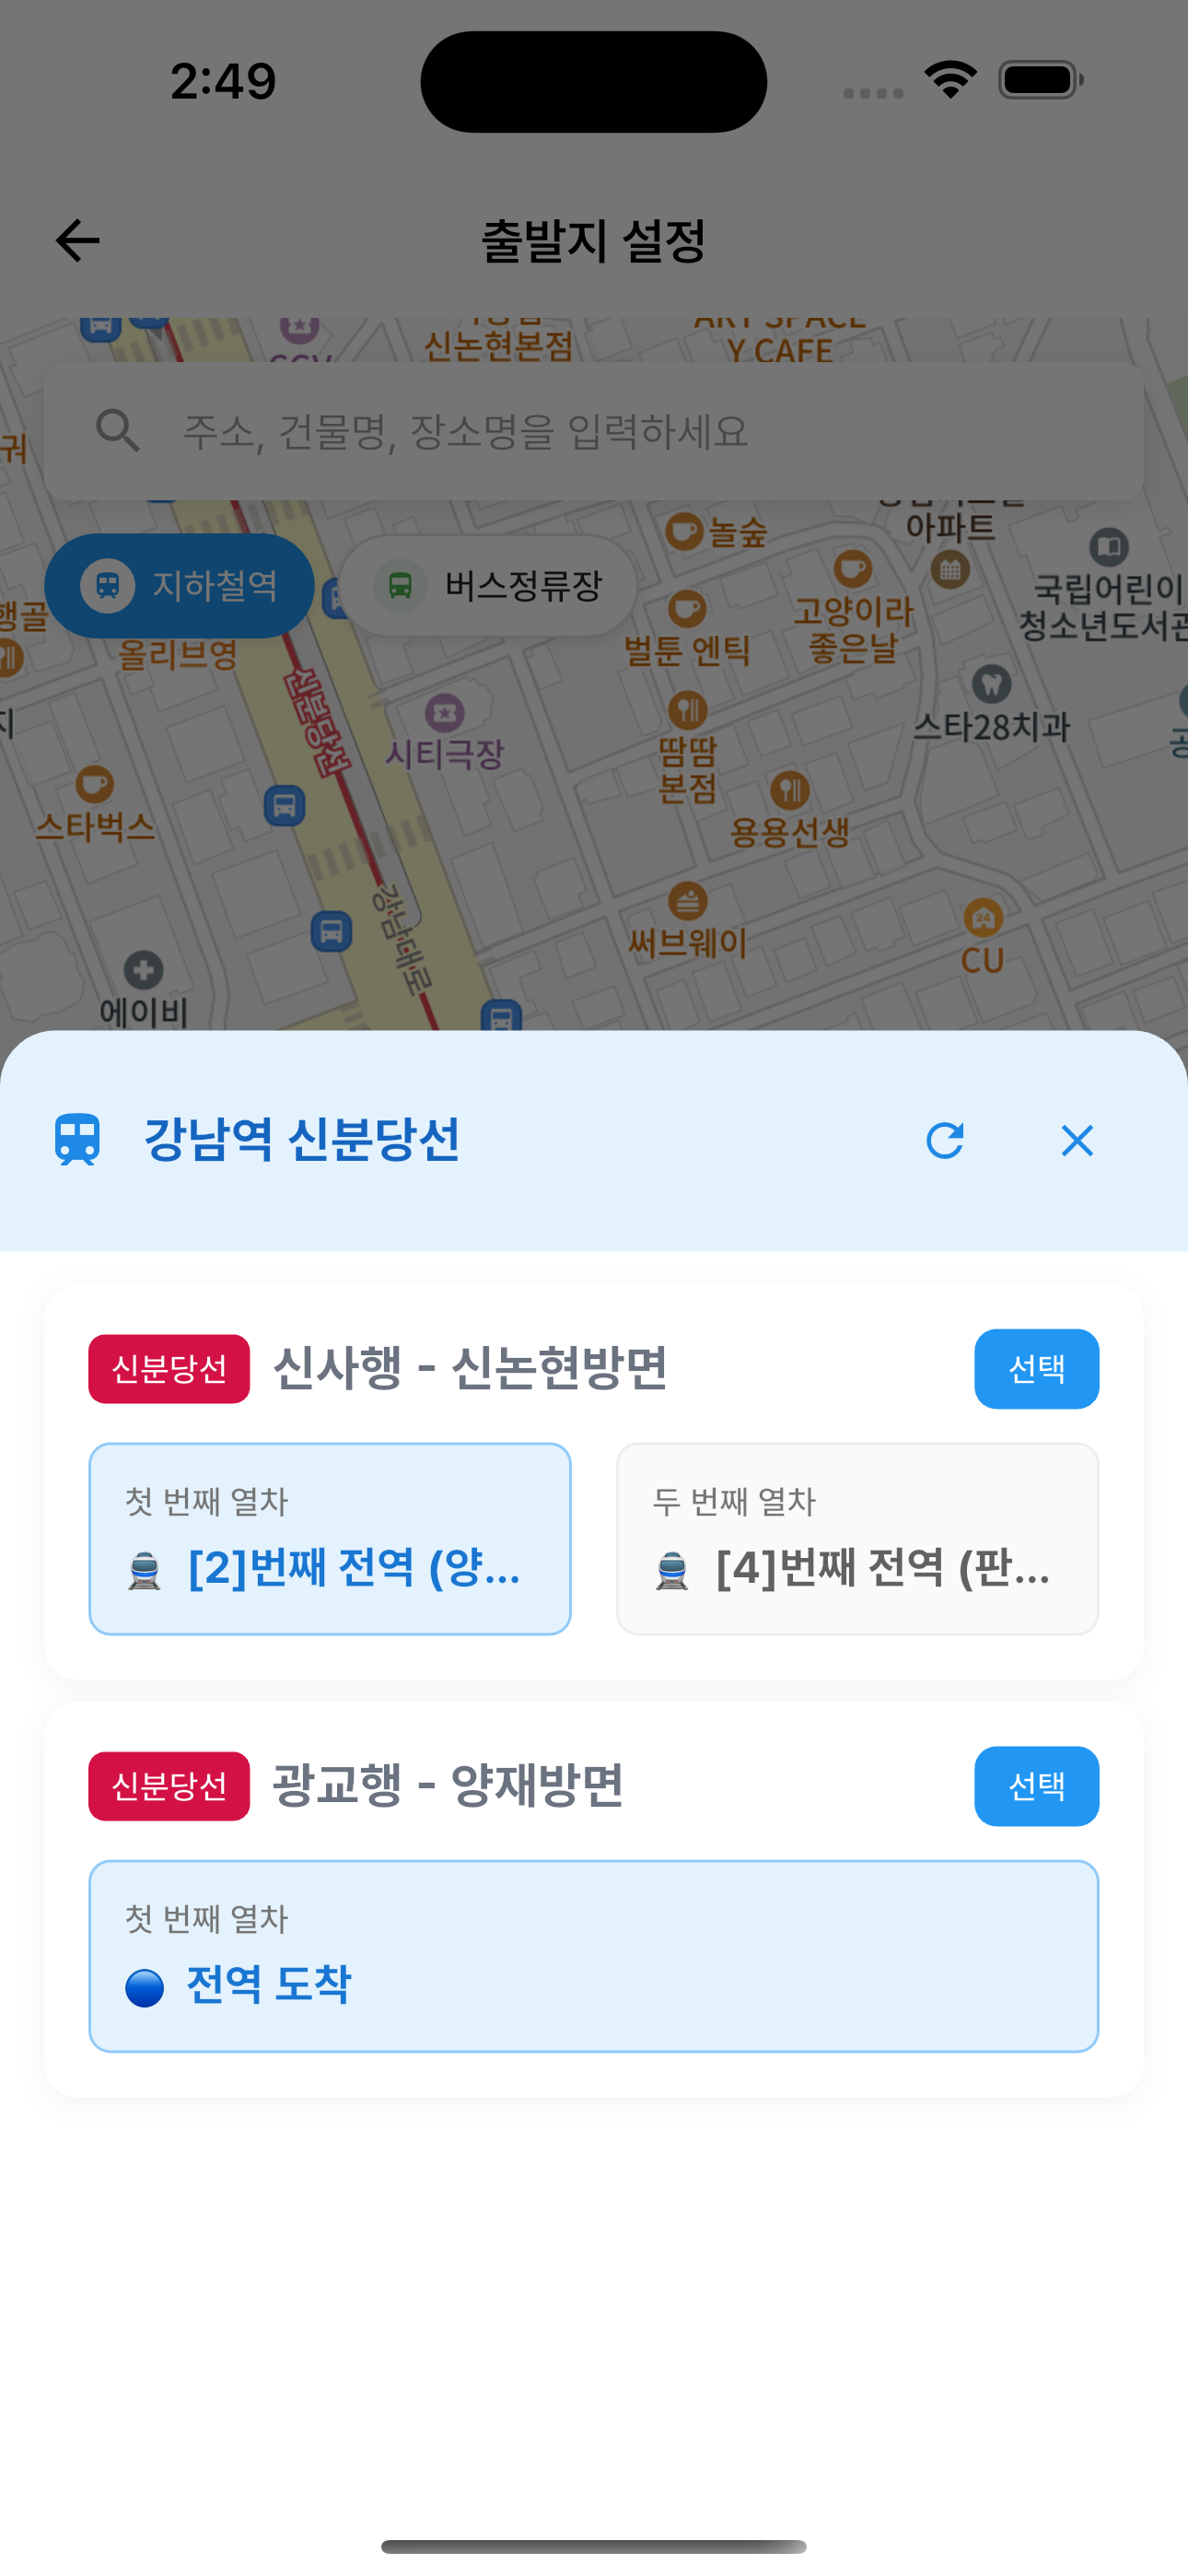 2:49
출발지 설정
신논현본점
ART SPACE
Y CAFE
CGV
주소, 건물명, 장소명을 입력하세요
놀숲
아파트
지하철역
버스정류장
고양이라
좋은날
국립어린이
청소년도서관
올리브영
벌툰 엔틱
신분당선
시티극장
스타28치과
땀땀
본점
스타벅스
용용선생
강남대로
써브웨이
24
CU
에이비
강남역 신분당선
신분당선 신사행 - 신논현방면 선택
첫 번째 열차 두 번째 열차
[2]번째 전역 (양... [4]번째 전역 (판...
신분당선 광교행 - 양재방면 선택
첫 번째 열차
전역 도착